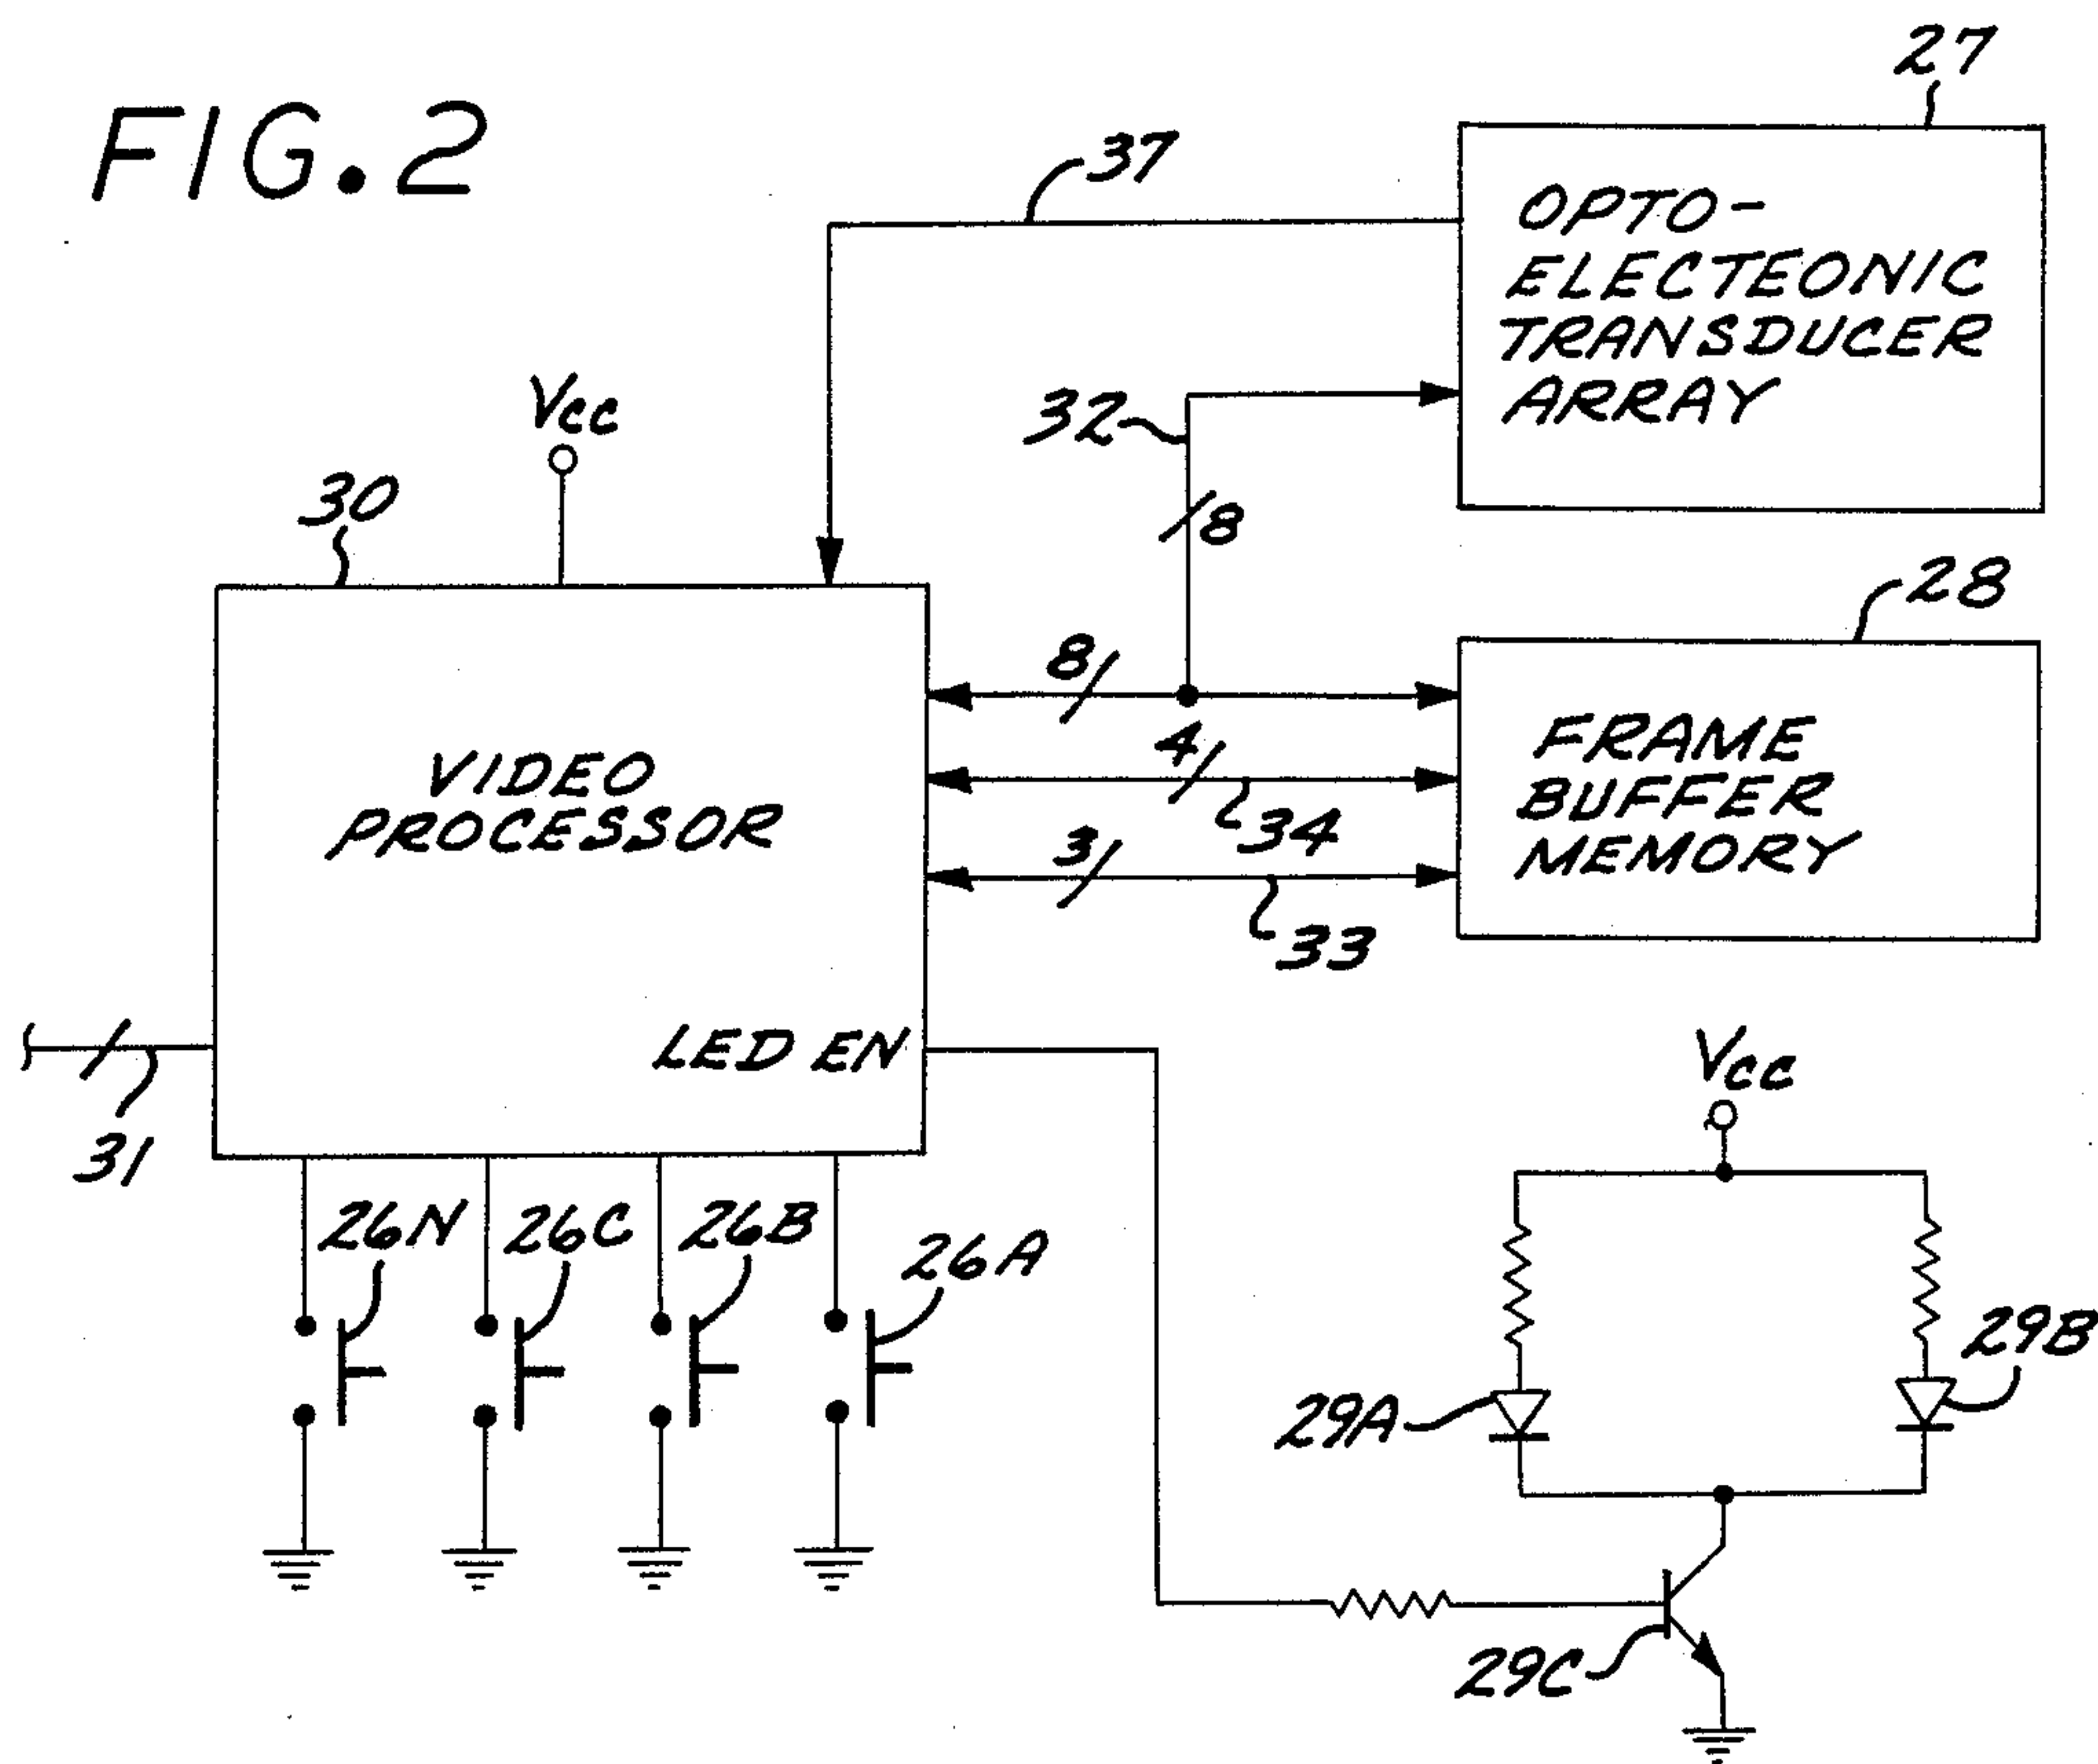 FIG. 2
27
37
OPTO-
ELECTEONIC
TRANSDUCER
ARRAY
32
Vcc
30
8
28
8
4
VIDEO
PROCESSOR
FRAME
BUFFER
MEMORY
34
3
33
LED EN
Vcc
31
26N
26C
26B
26A
29B
29A
29C